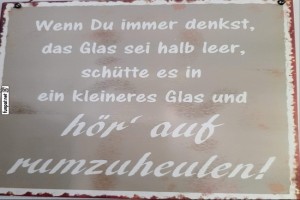 Wenn Du immer denkst,
das Glas sei halb leer,
schütte es in
ein kleineres Glas und
hör' auf
rumzuheulen!